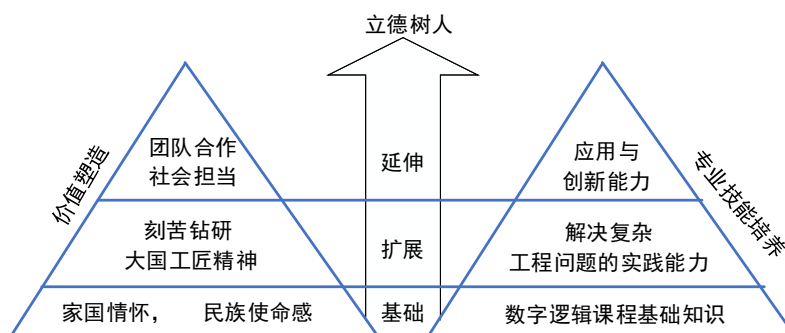 立德树人
价值塑造
团队合作
社会担当
延伸
应用与
创新能力
专业技能培养
刻苦钻研
大国工匠精神
扩展
解决复杂
工程问题的实践能力
家国情怀， 民族使命感
基础
数字逻辑课程基础知识